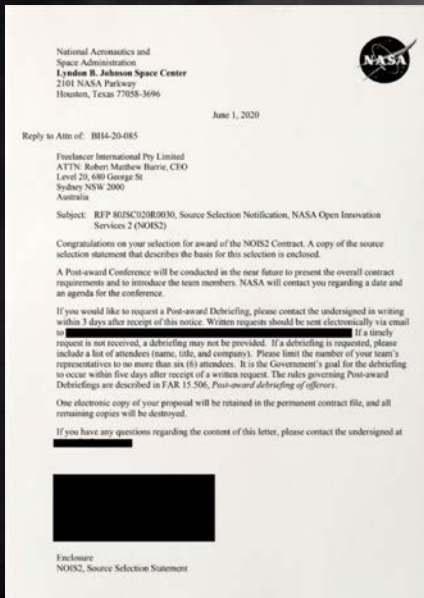 National Aeronautics and
Space Administration
Lyndon B. Johnson Space Center
2101 NASA Parkway
Houston, Texas 77058-3696
NASA
June 1, 2020
Reply to Attn of: BH4-20-085
Freelancer International Pty Limited
ATTN: Robert Matthew Barrie, CEO
Level 20, 680 George St
Sydney NSW 2000
Australia
Subject: RFP 80JSC020R0030, Source Selection Notification, NASA Open Innovation
Services 2 (NOIS2)
Congratulations on your selection for award of the NOIS2 Contract. A copy of the source
selection statement that describes the basis for this selection is enclosed.
A Post-award Conference will be conducted in the near future to present the overall contract
requirements and to introduce the team members. NASA will contact you regarding a date and
an agenda for the conference.
If you would like to request a Post-award Debriefing, please contact the undersigned in writing
within 3 days after receipt of this notice. Written requests should be sent electronically via email
to If a timely
request is not received, a debriefing may not be provided. If a debriefing is requested, please
include a list of attendees (name, title, and company). Please limit the number of your team's
representatives to no more than six (6) attendees. It is the Government's goal for the debriefing
to occur within five days after receipt of a written request. The rules governing Post-award
Debriefings are described in FAR 15.506, Post-award debriefing of offerors.
One electronic copy of your proposal will be retained in the permanent contract file, and all
remaining copies will be destroyed.
If you have any questions regarding the content of this letter, please contact the undersigned at
Enclosure
NOIS2, Source Selection Statement